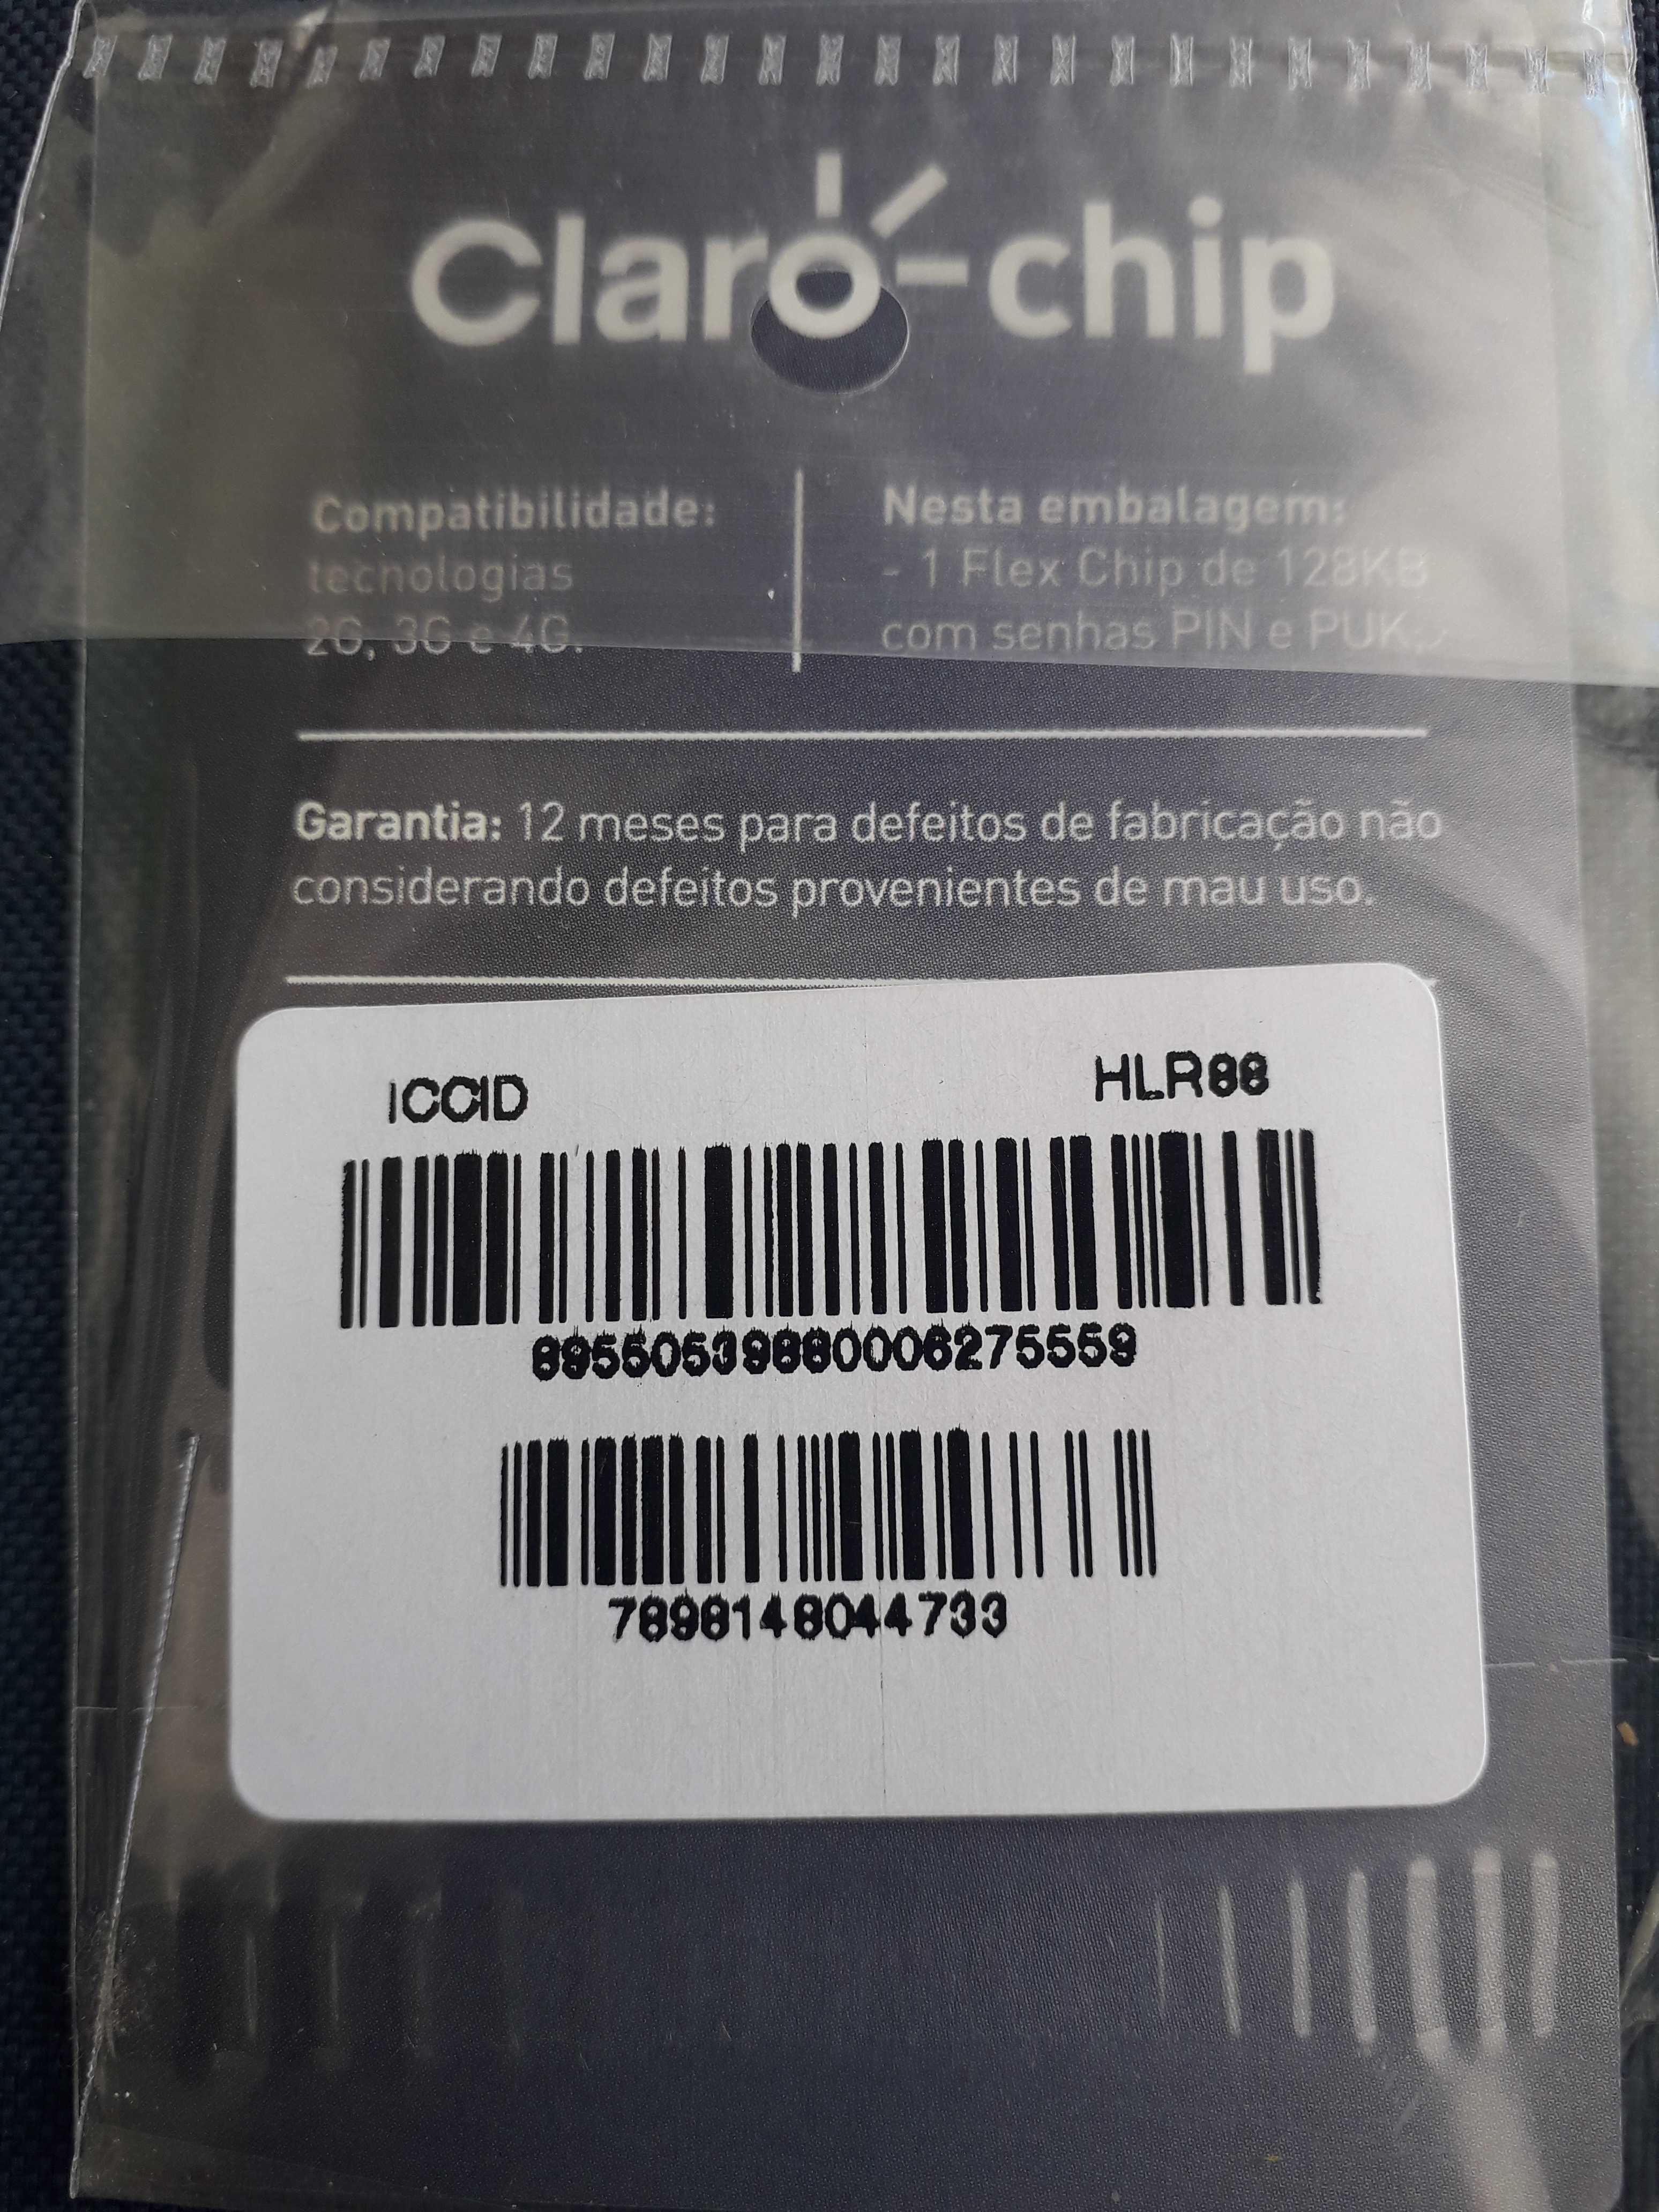 Claro-chip
Compatibilidade:
tecnologias
2G, 3G e 4G.
Nesta embalagem:
- 1 Flex Chip de 128KB
com senhas PIN e PUK.
Garantia: 12 meses para defeitos de fabricação não
considerando defeitos provenientes de mau uso.
ICCID HLR88
89550539880006275559
7898148044733